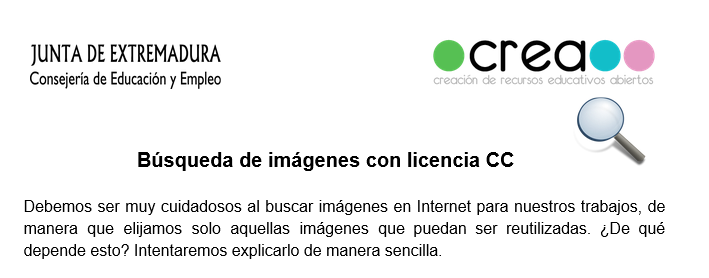 JUNTA DE EXTREMADURA
Consejería de Educación y Empleo
crea
creación de recursos educativos abiertos
Búsqueda de imágenes con licencia CC
Debemos ser muy cuidadosos al buscar imágenes en Internet para nuestros trabajos, de
manera que elijamos solo aquellas imágenes que puedan ser reutilizadas. ¿De qué
depende esto? Intentaremos explicarlo de manera sencilla.